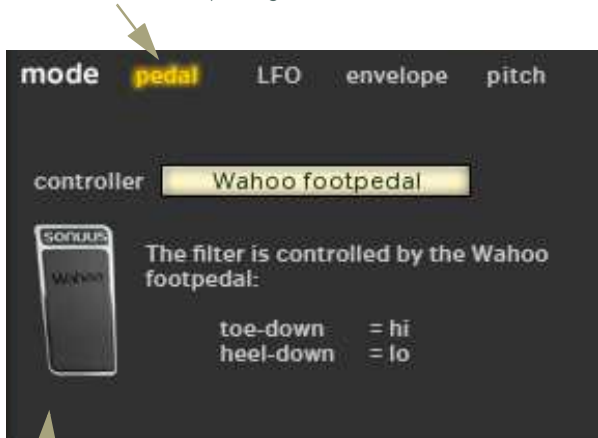 mode pedal LFO envelope pitch
controller Wahoo footpedal
sonuus
Wahoo
The filter is controlled by the Wahoo
footpedal:
toe-down = hi
heel-down = lo